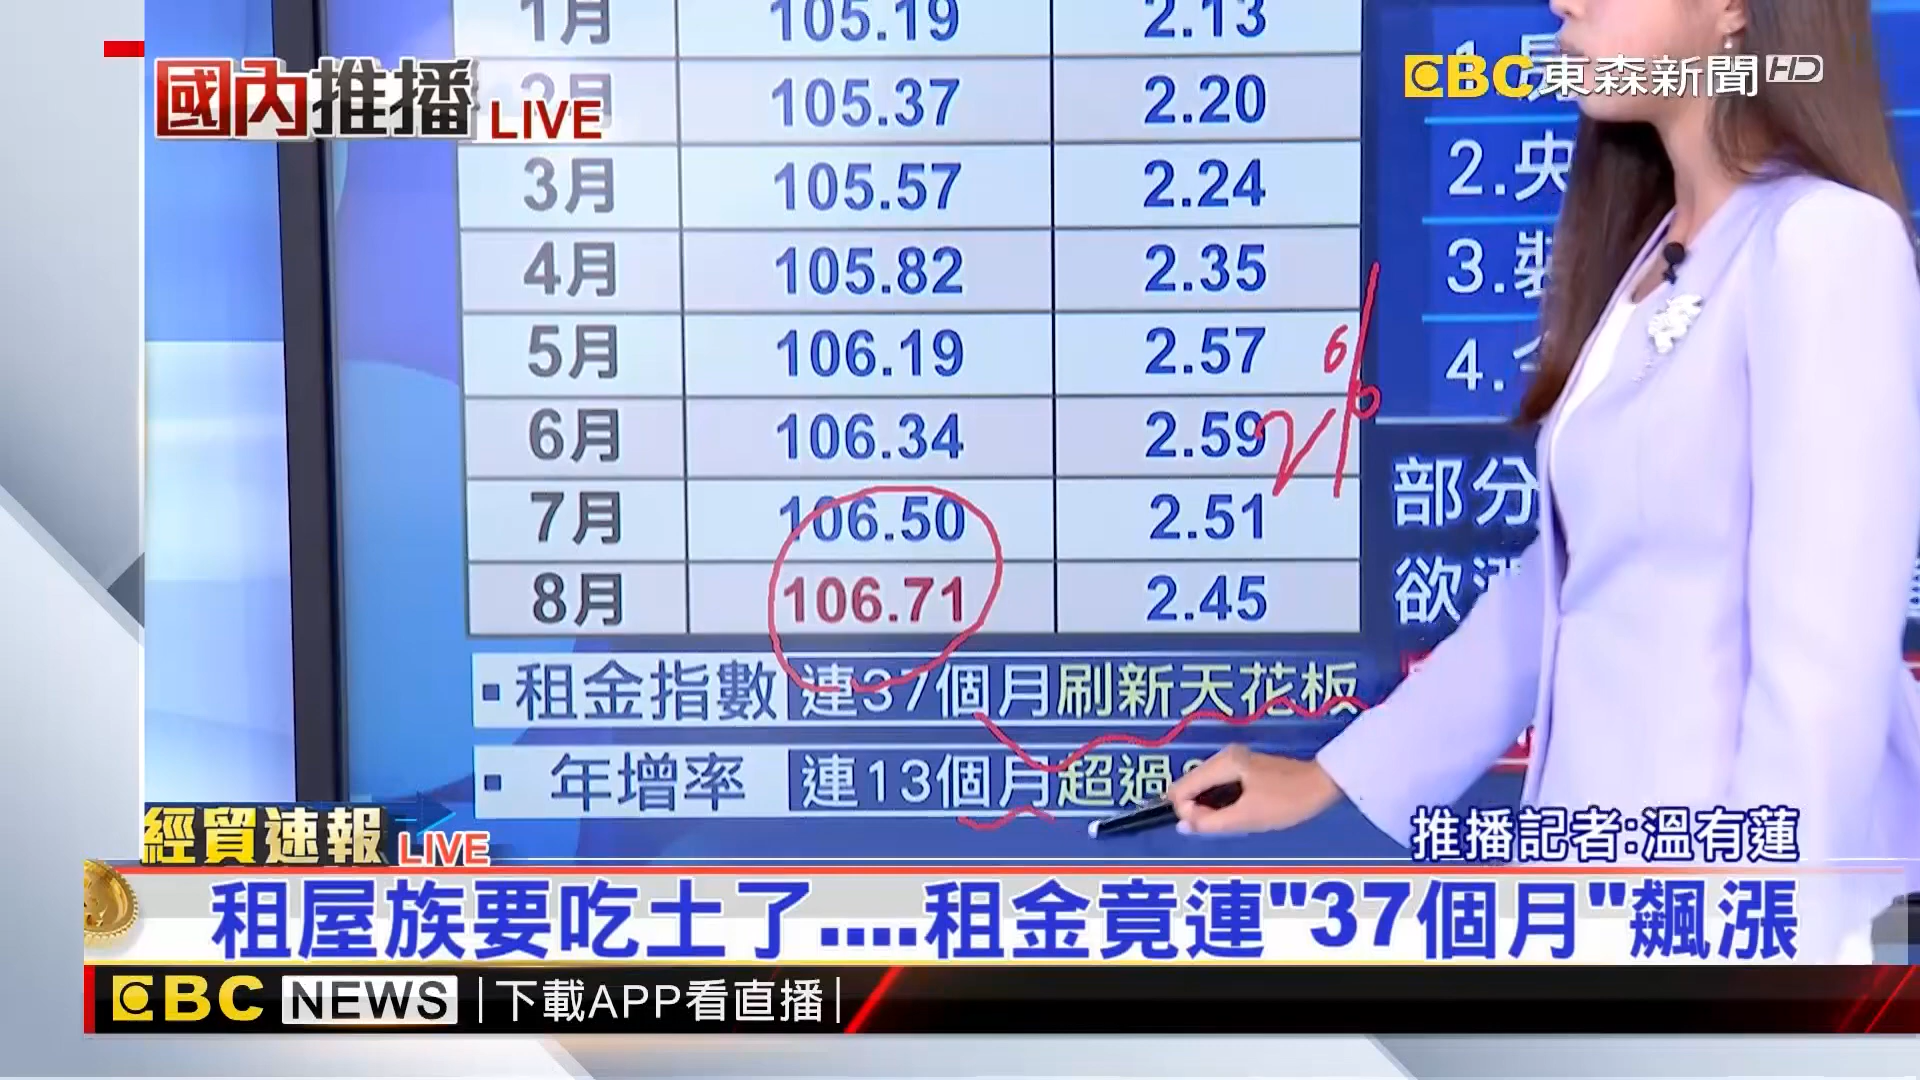 國內推播 LIVE
EBC東森新聞HD
1月 105.19 2.13
2月 105.37 2.20
3月 105.57 2.24
4月 105.82 2.35
5月 106.19 2.57
6月 106.34 2.59
7月 106.50 2.51
8月 106.71 2.45
2.央
3.裝
4.
部分
欲漲
▪租金指數 連37個月刷新天花板
▪ 年增率 連13個月超過
推播記者:溫有蓮
經貿速報 LIVE
租屋族要吃土了....租金竟連"37個月"飆漲
EBC NEWS |下載APP看直播|